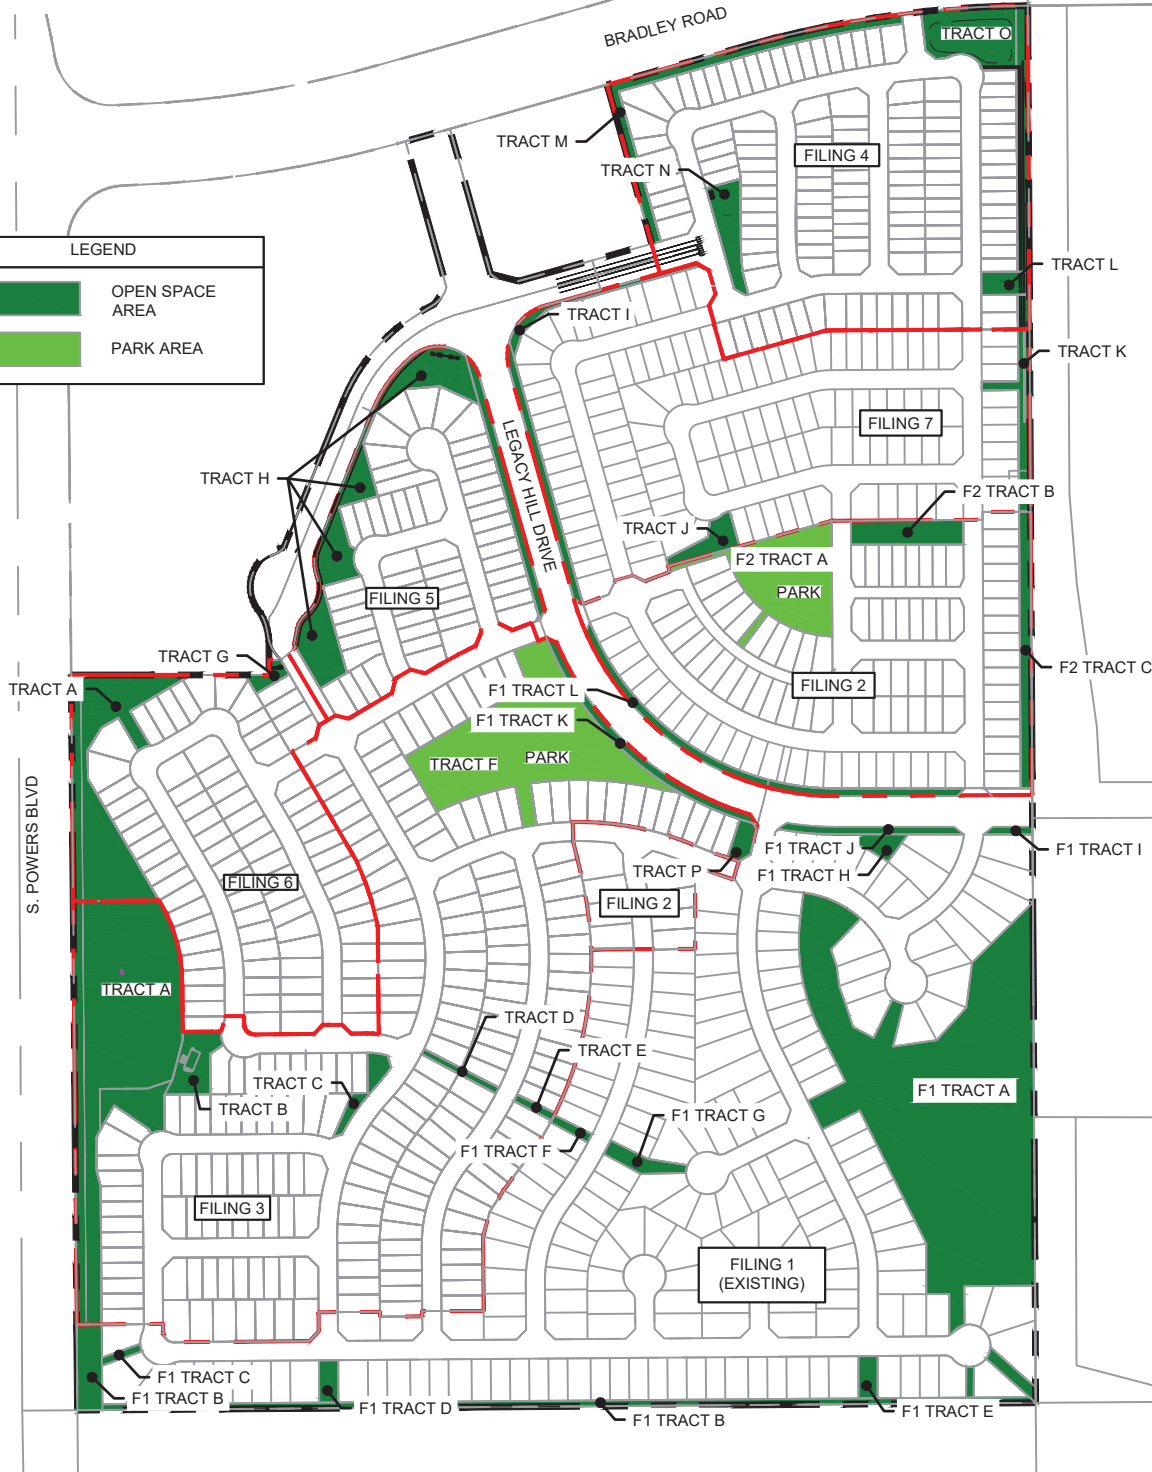 BRADLEY ROAD
TRACT O
TRACT M
FILING 4
TRACT N
LEGEND
OPEN SPACE
AREA
PARK AREA
TRACT L
TRACT I
TRACT K
LEGACY HILL DRIVE
FILING 7
TRACT H
F2 TRACT B
TRACT J
F2 TRACT A
PARK
FILING 5
TRACT G
F2 TRACT C
TRACT A
F1 TRACT L
FILING 2
F1 TRACT K
TRACT F
PARK
S. POWERS BLVD
F1 TRACT J
F1 TRACT I
TRACT P
F1 TRACT H
FILING 6
FILING 2
TRACT A
TRACT D
TRACT E
TRACT C
F1 TRACT A
TRACT B
F1 TRACT G
F1 TRACT F
FILING 3
FILING 1
(EXISTING)
F1 TRACT C
F1 TRACT B
F1 TRACT D
F1 TRACT B
F1 TRACT E